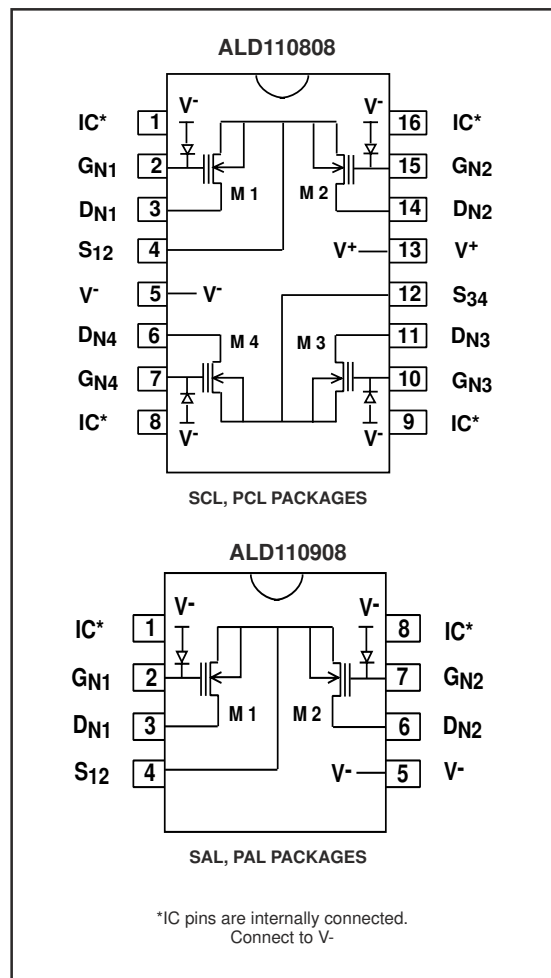 ALD110808
IC* 1 V- V- 16 IC*
GN1 2 15 GN2
M 1 M 2
DN1 3 14 DN2
S12 4 V+ 13 V+
V- 5 V- 12 S34
DN4 6 M 4 M 3 11 DN3
GN4 7 10 GN3
IC* 8 V- V- 9 IC*
SCL, PCL PACKAGES
ALD110908
IC* 1 V- V- 8 IC*
GN1 2 7 GN2
M 1 M 2
DN1 3 6 DN2
S12 4 V- 5 V-
SAL, PAL PACKAGES
*IC pins are internally connected.
Connect to V-